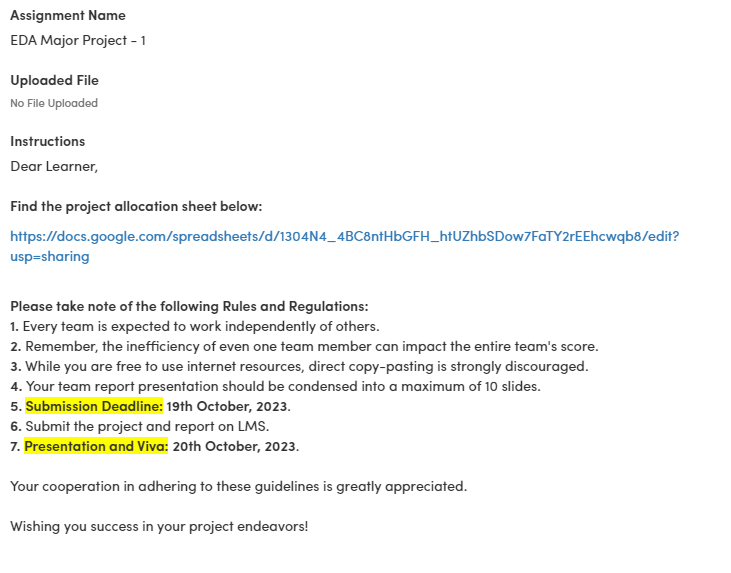 Assignment Name
EDA Major Project - 1
Uploaded File
No File Uploaded
Instructions
Dear Learner,
Find the project allocation sheet below:
https://docs.google.com/spreadsheets/d/1304N4_4BC8ntHbGFH_htUZhbSDow7FaTY2rEEhcwqb8/edit?
usp=sharing
Please take note of the following Rules and Regulations:
1. Every team is expected to work independently of others.
2. Remember, the inefficiency of even one team member can impact the entire team's score.
3. While you are free to use internet resources, direct copy-pasting is strongly discouraged.
4. Your team report presentation should be condensed into a maximum of 10 slides.
5. Submission Deadline: 19th October, 2023.
6. Submit the project and report on LMS.
7. Presentation and Viva: 20th October, 2023.
Your cooperation in adhering to these guidelines is greatly appreciated.
Wishing you success in your project endeavors!